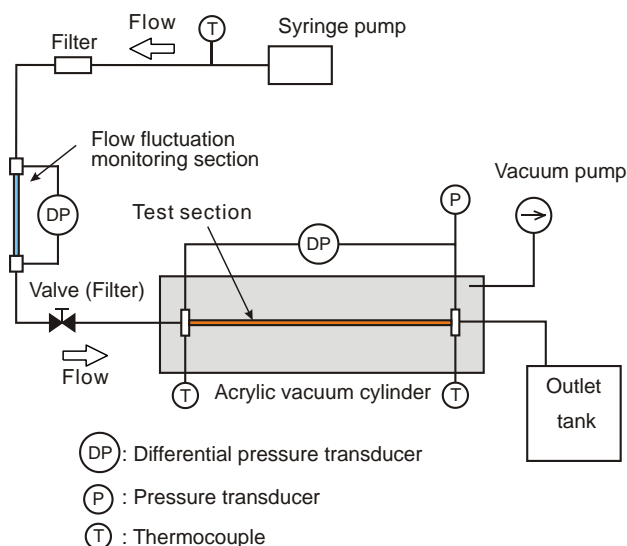 Flow
T
Syringe pump
Filter
Flow fluctuation
monitoring section
DP
Vacuum pump
P
Test section
DP
Valve (Filter)
Flow
T
Acrylic vacuum cylinder
T
Outlet
tank
DP : Differential pressure transducer
P : Pressure transducer
T : Thermocouple